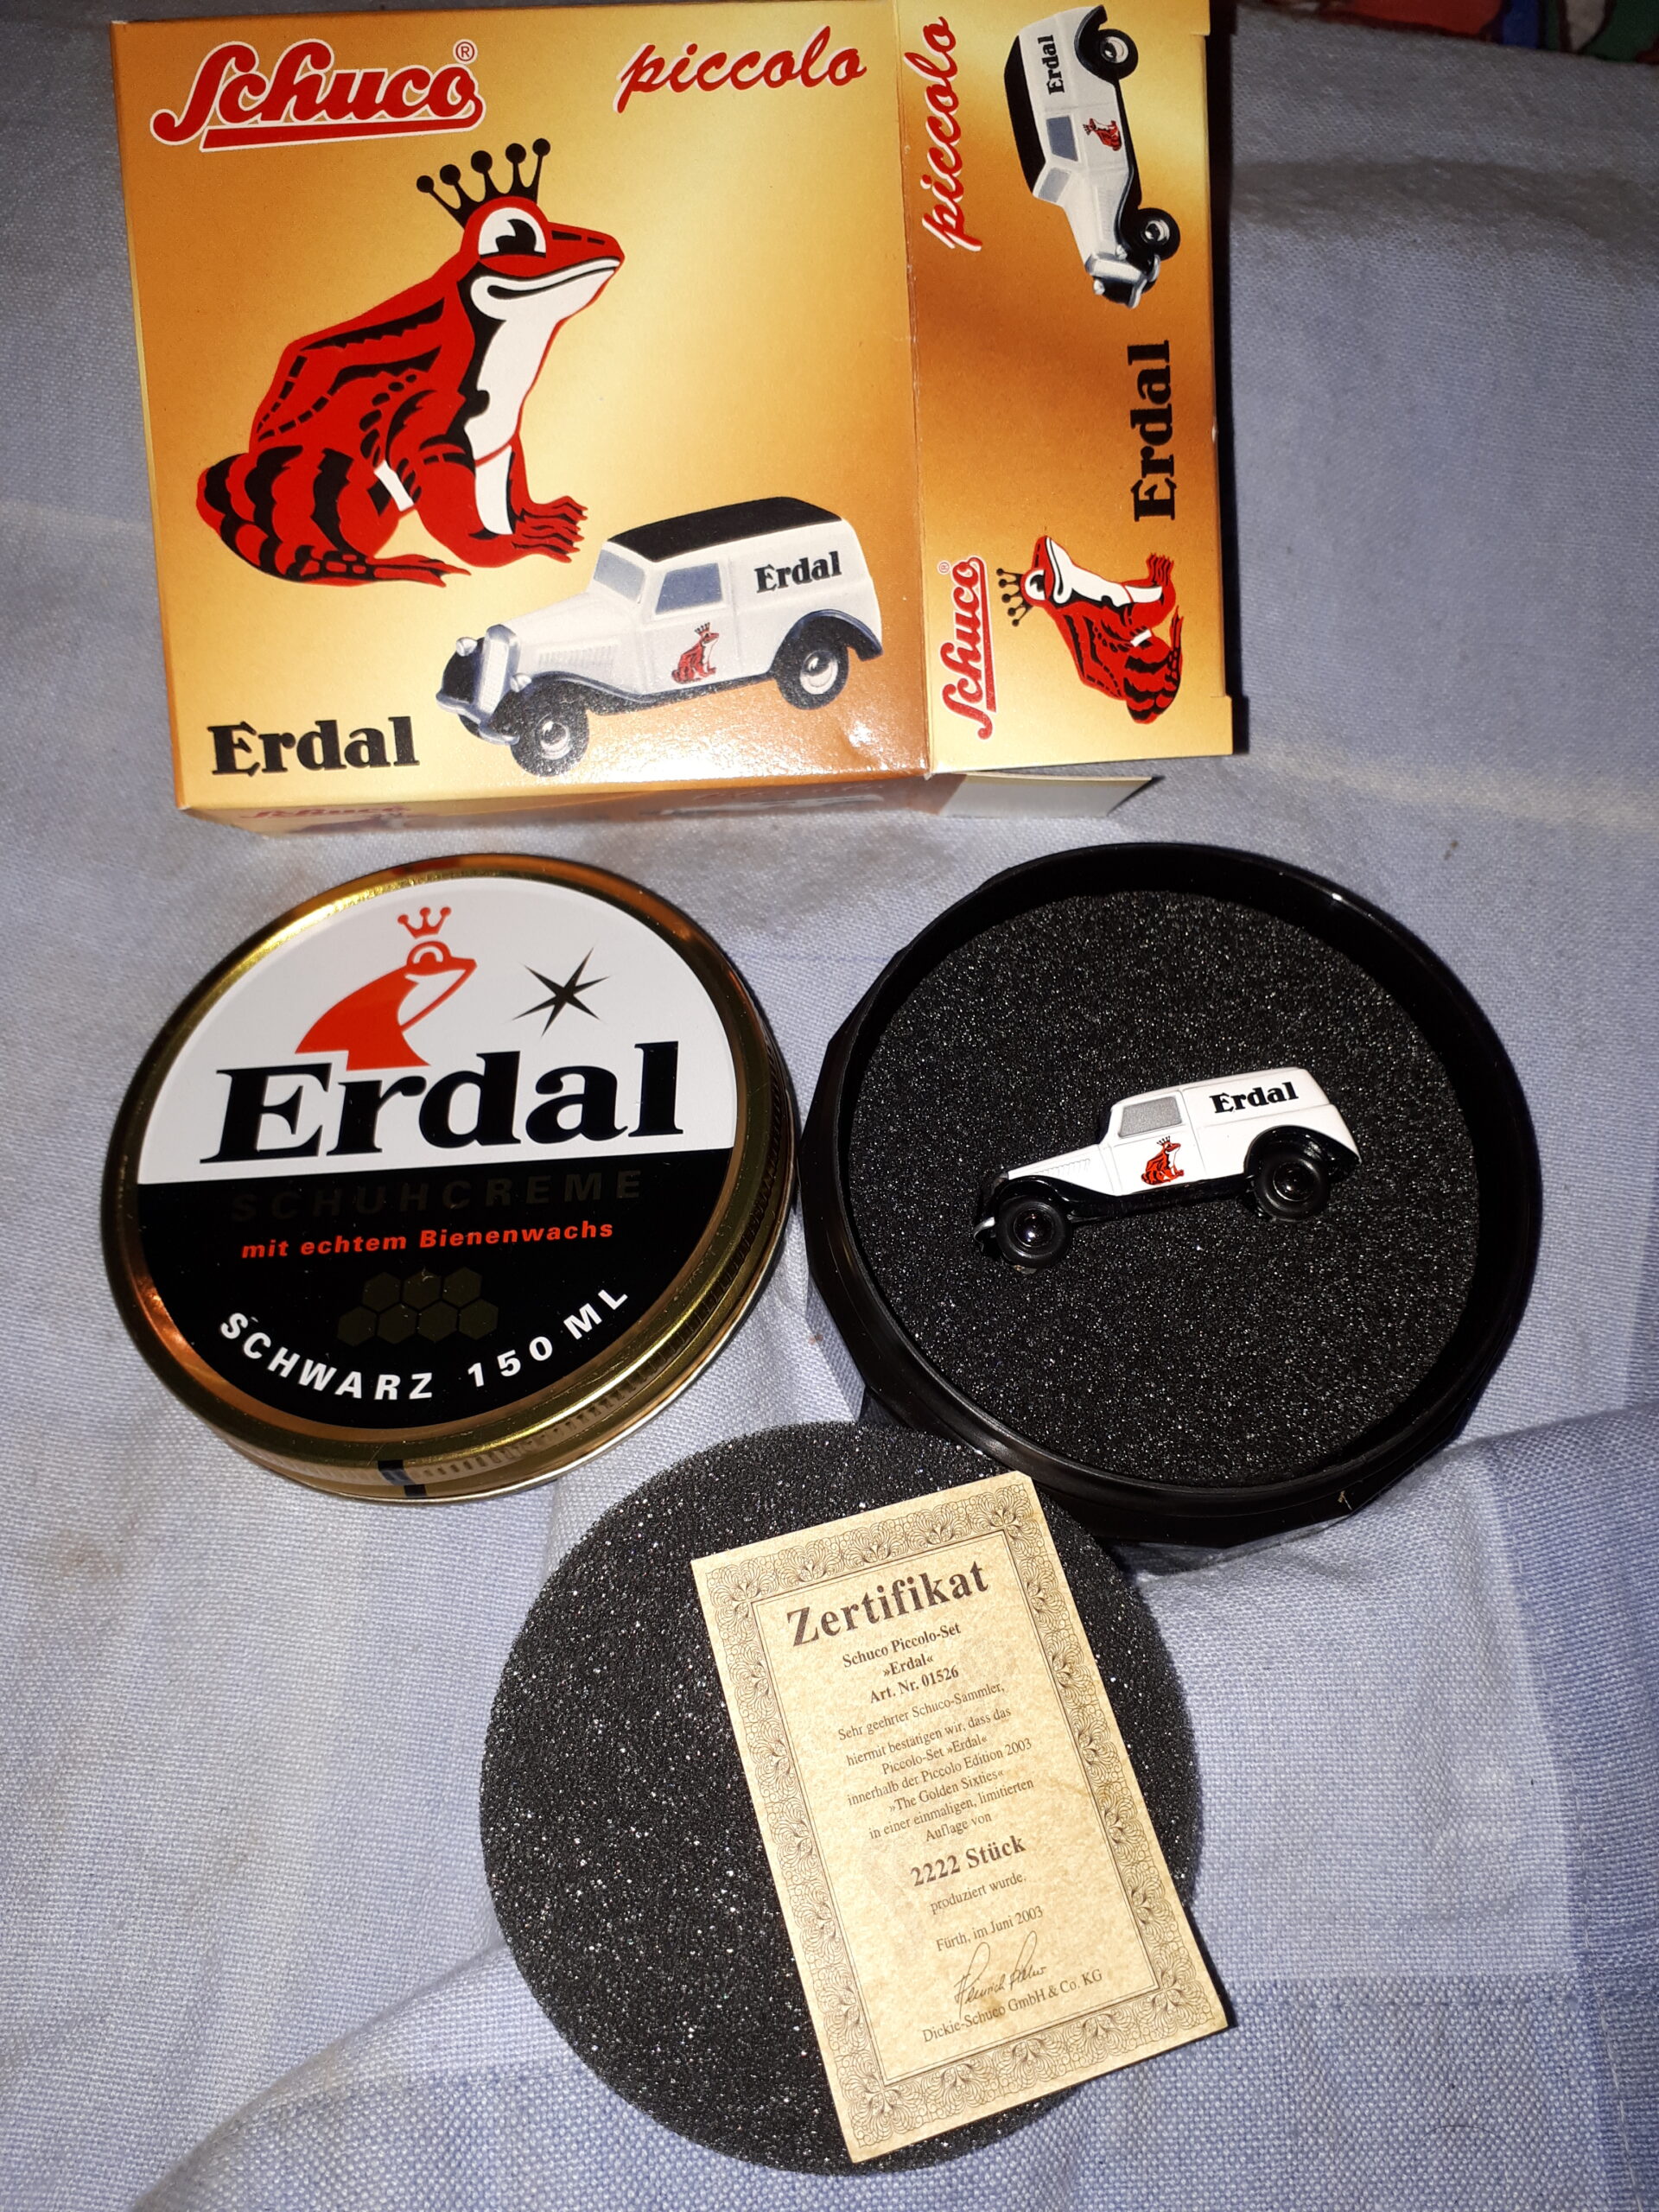 Schuco®
piccolo
Erdal
Erdal
piccolo
Erdal
Erdal
Schuco®
Schuco
Erdal
SCHUHCREME
mit echtem Bienenwachs
SCHWARZ 150 ML
Erdal
Zertifikat
Schuco Piccolo-Set
»Erdal«
Art. Nr. 01526
Sehr geehrter Schuco-Sammler,
hiermit bestätigen wir, dass das
Piccolo-Set »Erdal«
innerhalb der Piccolo Edition 2003
»The Golden Sixties«
in einer einmaligen, limitierten
Auflage von
2222 Stück
produziert wurde.
Fürth, im Juni 2003
Dickie-Schuco GmbH & Co. KG